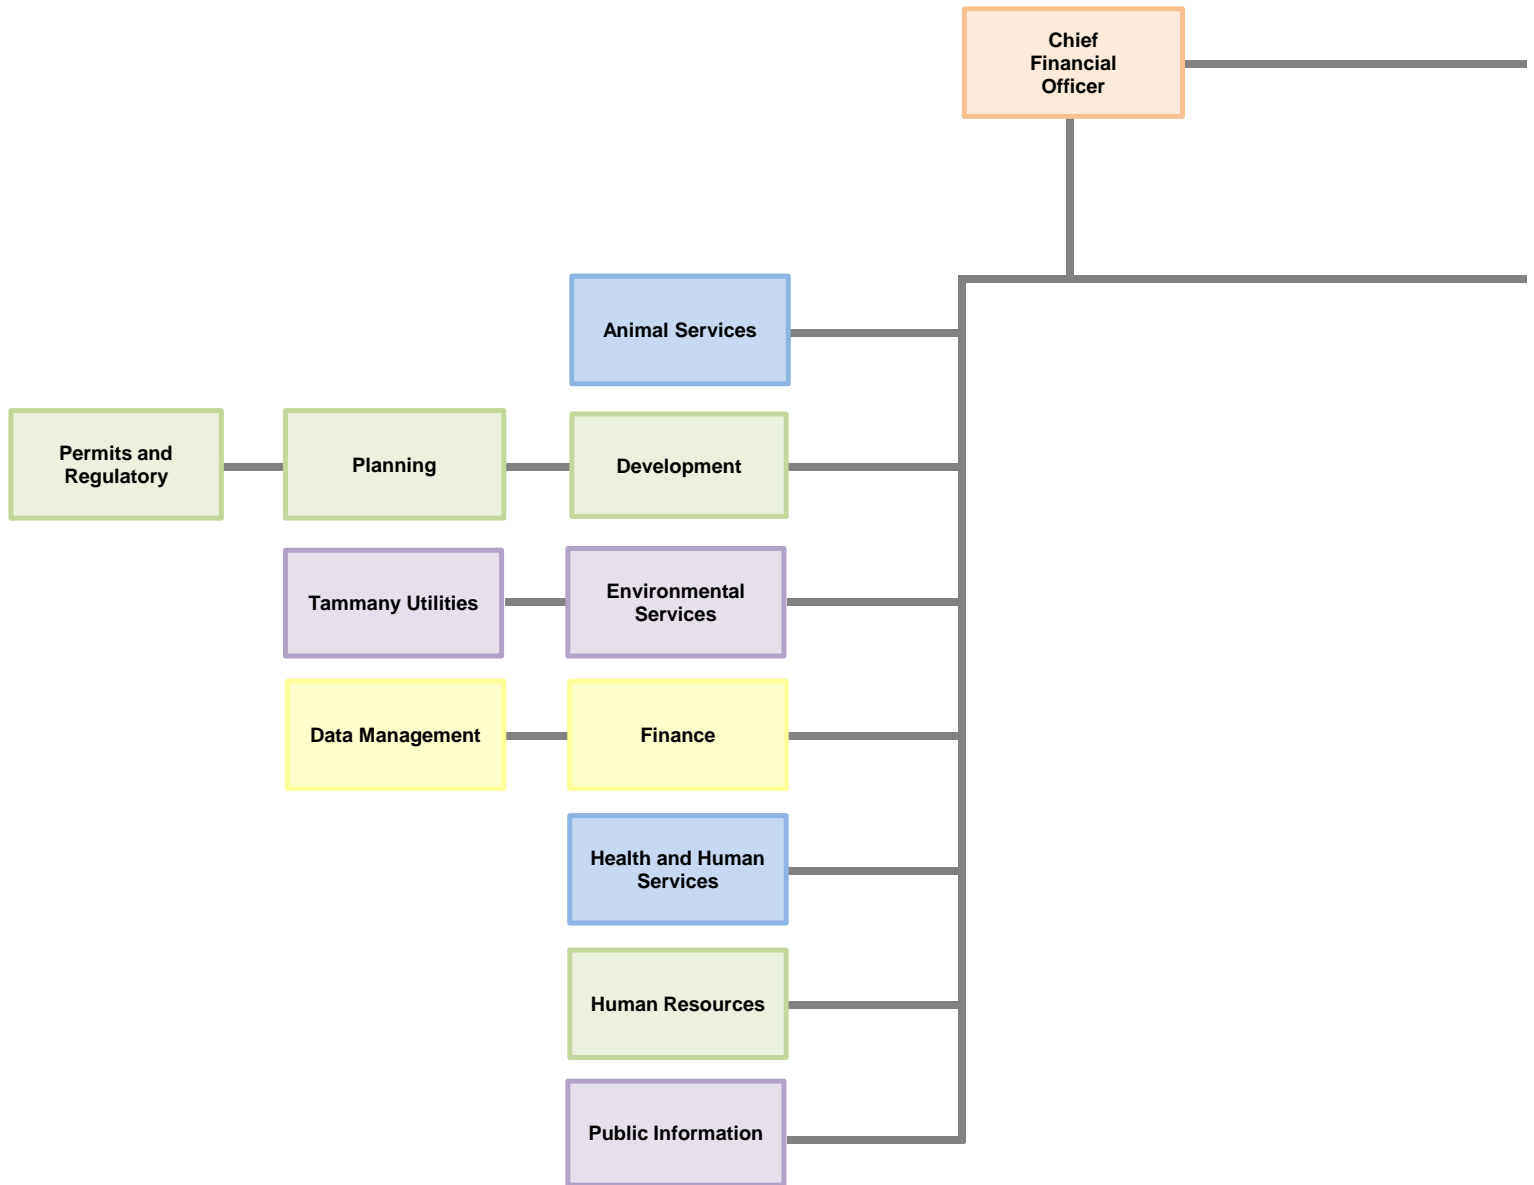 Chief
Financial
Officer
Animal Services
Permits and
Regulatory
Planning
Development
Tammany Utilities
Environmental
Services
Data Management
Finance
Health and Human
Services
Human Resources
Public Information